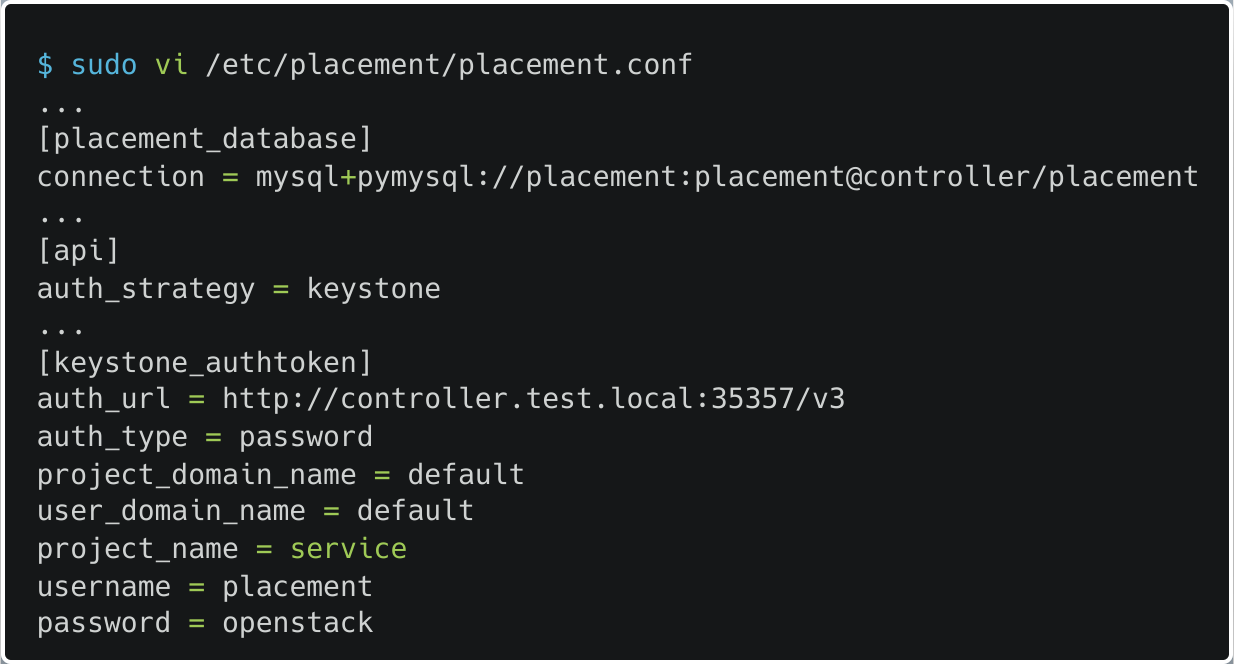 $ sudo vi /etc/placement/placement.conf
...
[placement_database]
connection = mysql+pymysql://placement:placement@controller/placement
...
[api]
auth_strategy = keystone
...
[keystone_authtoken]
auth_url = http://controller.test.local:35357/v3
auth_type = password
project_domain_name = default
user_domain_name = default
project_name = service
username = placement
password = openstack